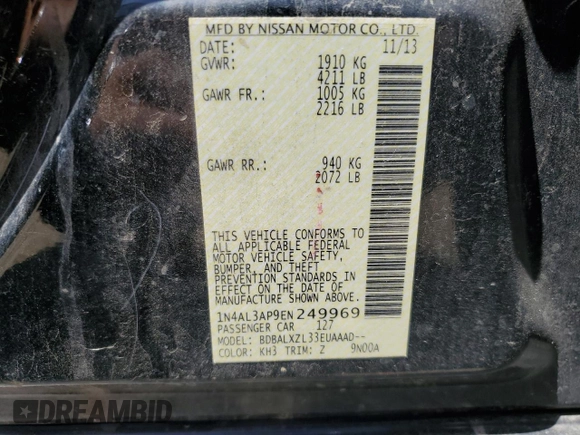 MFD BY NISSAN MOTOR CO., LTD.
DATE: 11/13
GVWR: 1910 KG
4211 LB
GAWR FR.: 1005 KG
2216 LB
GAWR RR.: 940 KG
2072 LB
THIS VEHICLE CONFORMS TO
ALL APPLICABLE FEDERAL
MOTOR VEHICLE SAFETY,
BUMPER, AND THEFT
PREVENTION STANDARDS IN
EFFECT ON THE DATE OF
MANUFACTURE SHOWN ABOVE.
1N4AL3AP9EN249969
PASSENGER CAR 127
MODEL: BDBALXZL33EUAAAD--
COLOR: KH3 TRIM: Z 9N00A
DREAMBID